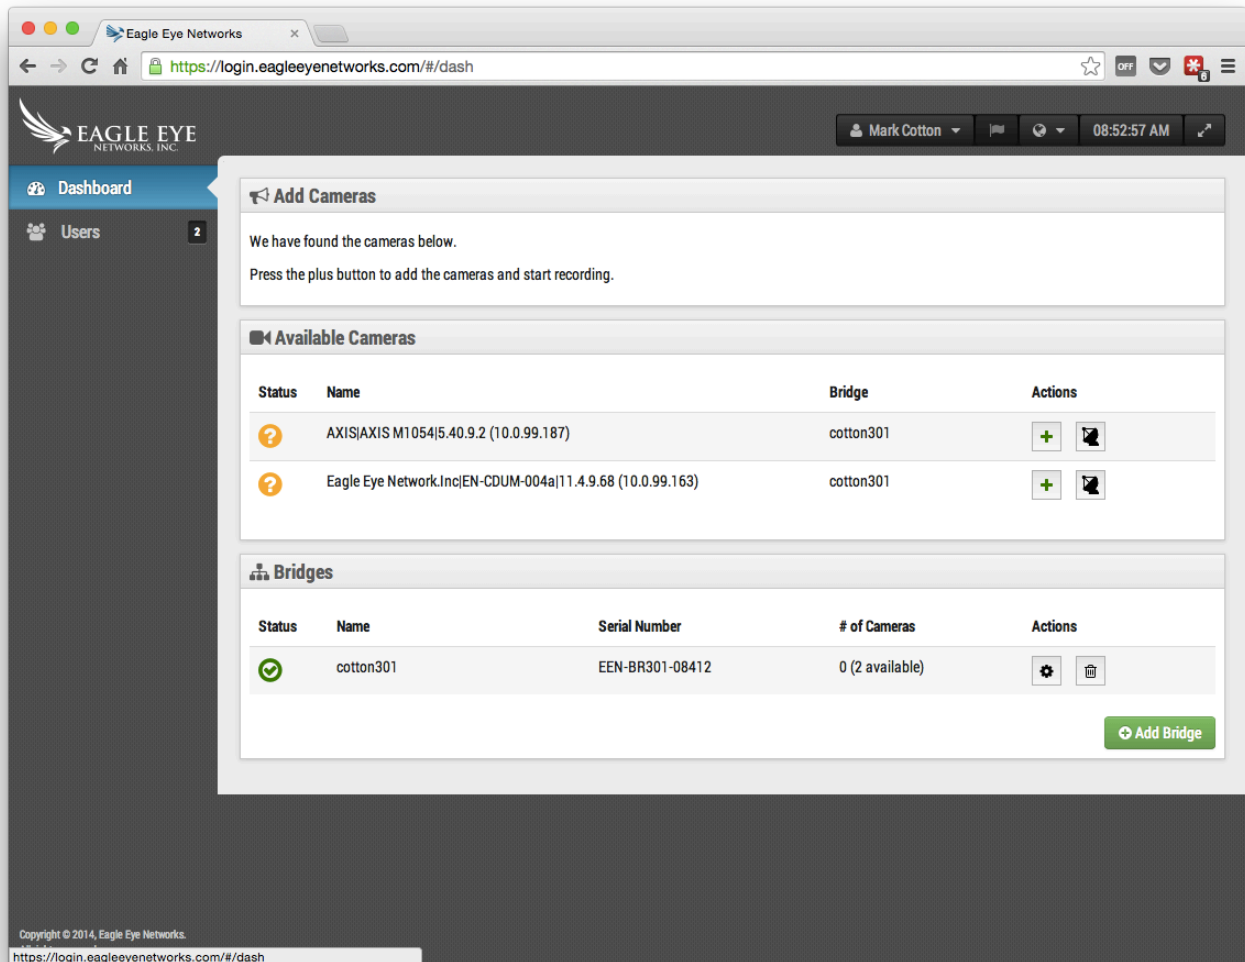 Eagle Eye Networks
https://login.eagleeyenetworks.com/#/dash
OFF
6
EAGLE EYE
NETWORKS, INC.
Mark Cotton
08:52:57 AM
Dashboard
Users 2
Add Cameras
We have found the cameras below.
Press the plus button to add the cameras and start recording.
Available Cameras
Status Name Bridge Actions
AXIS|AXIS M1054|5.40.9.2 (10.0.99.187) cotton301
Eagle Eye Network.Inc|EN-CDUM-004a|11.4.9.68 (10.0.99.163) cotton301
Bridges
Status Name Serial Number # of Cameras Actions
cotton301 EEN-BR301-08412 0 (2 available)
Add Bridge
Copyright © 2014, Eagle Eye Networks.
https://login.eagleeyenetworks.com/#/dash